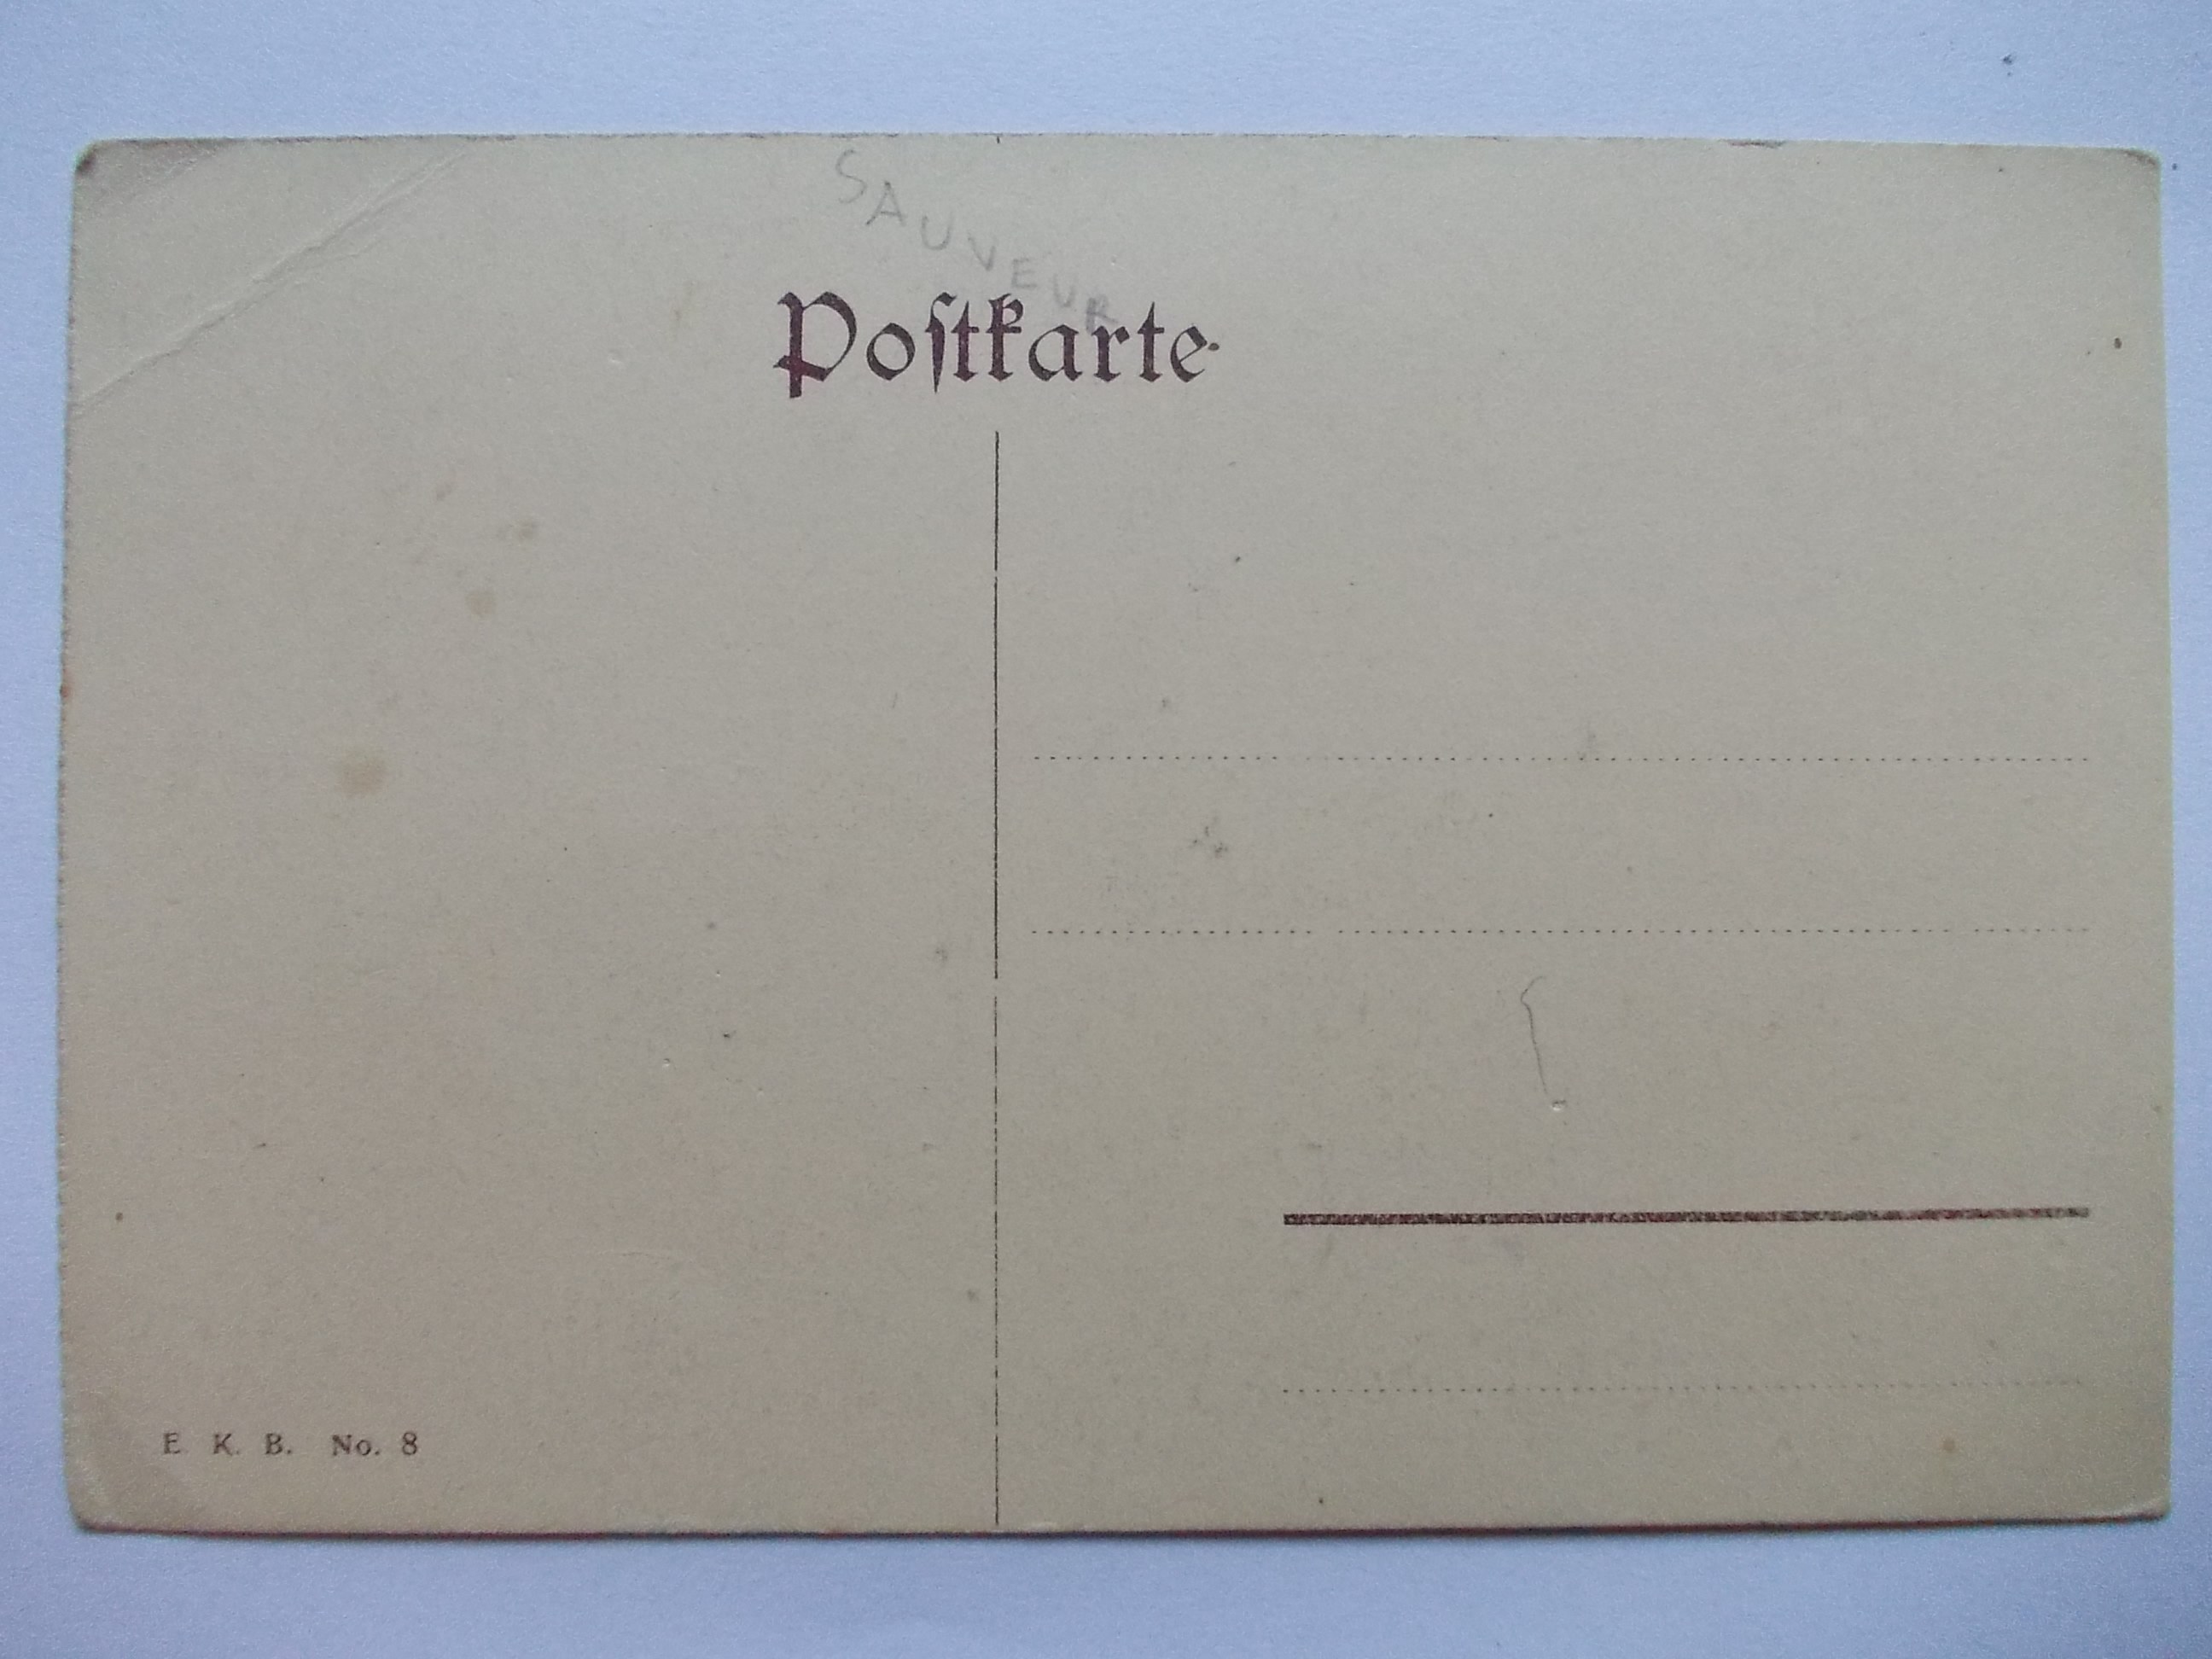 SAUVEUR
Poſtkarte
E. K. B. No. 8